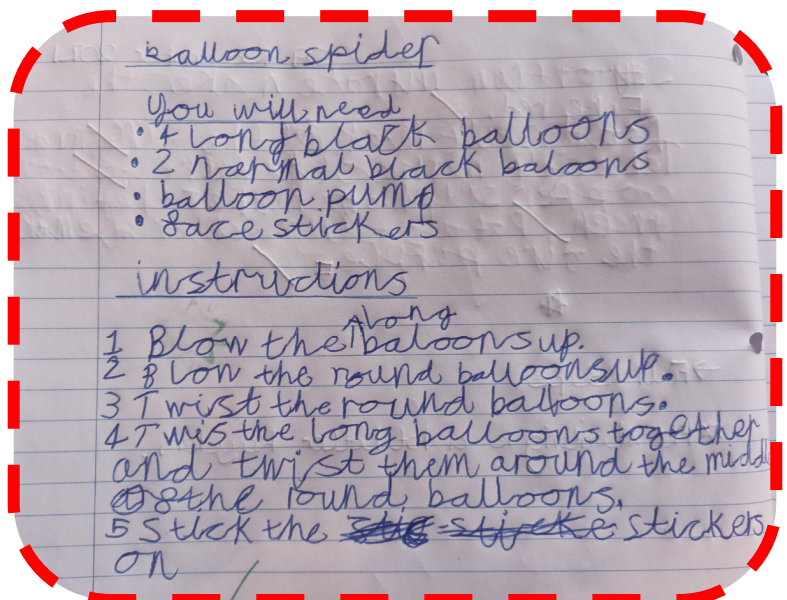 balloon spider
You will need
• 4 long black balloons
• 2 normal black baloons
• balloon pump
• face stickers
instructions
long
1 Blow the baloons up.
2 Blow the round balloons up.
3 Twist the round balloons.
4 Twis the long balloons together
and twist them around the middl
of the round balloons.
5 Stick the stickers
on